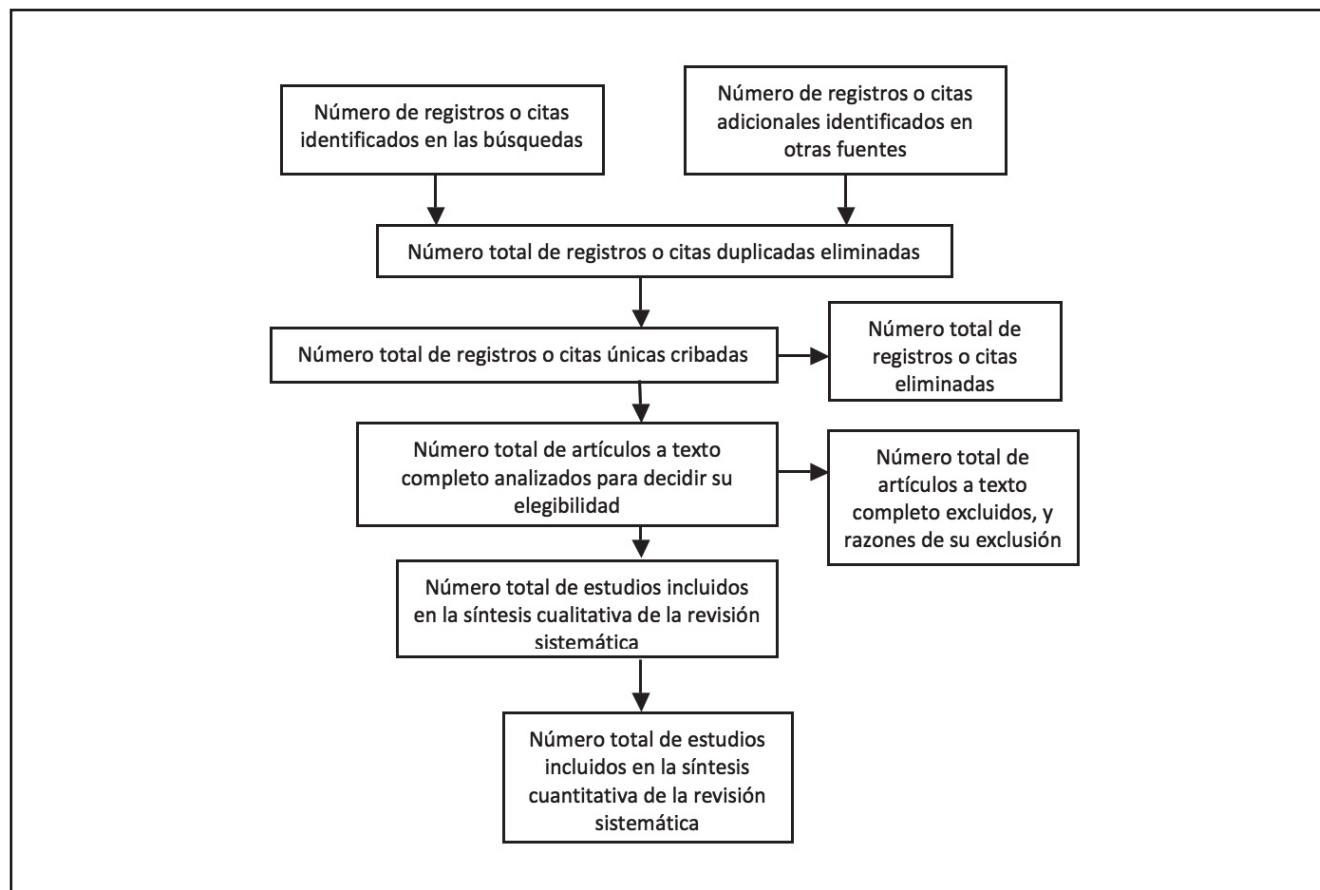 Número de registros o citas
identificados en las búsquedas
Número de registros o citas
adicionales identificados en
otras fuentes
Número total de registros o citas duplicadas eliminadas
Número total de registros o citas únicas cribadas
Número total de
registros o citas
eliminadas
Número total de artículos a texto
completo analizados para decidir su
elegibilidad
Número total de
artículos a texto
completo excluidos, y
razones de su exclusión
Número total de estudios incluidos
en la síntesis cualitativa de la revisión
sistemática
Número total de estudios
incluidos en la síntesis
cuantitativa de la revisión
sistemática